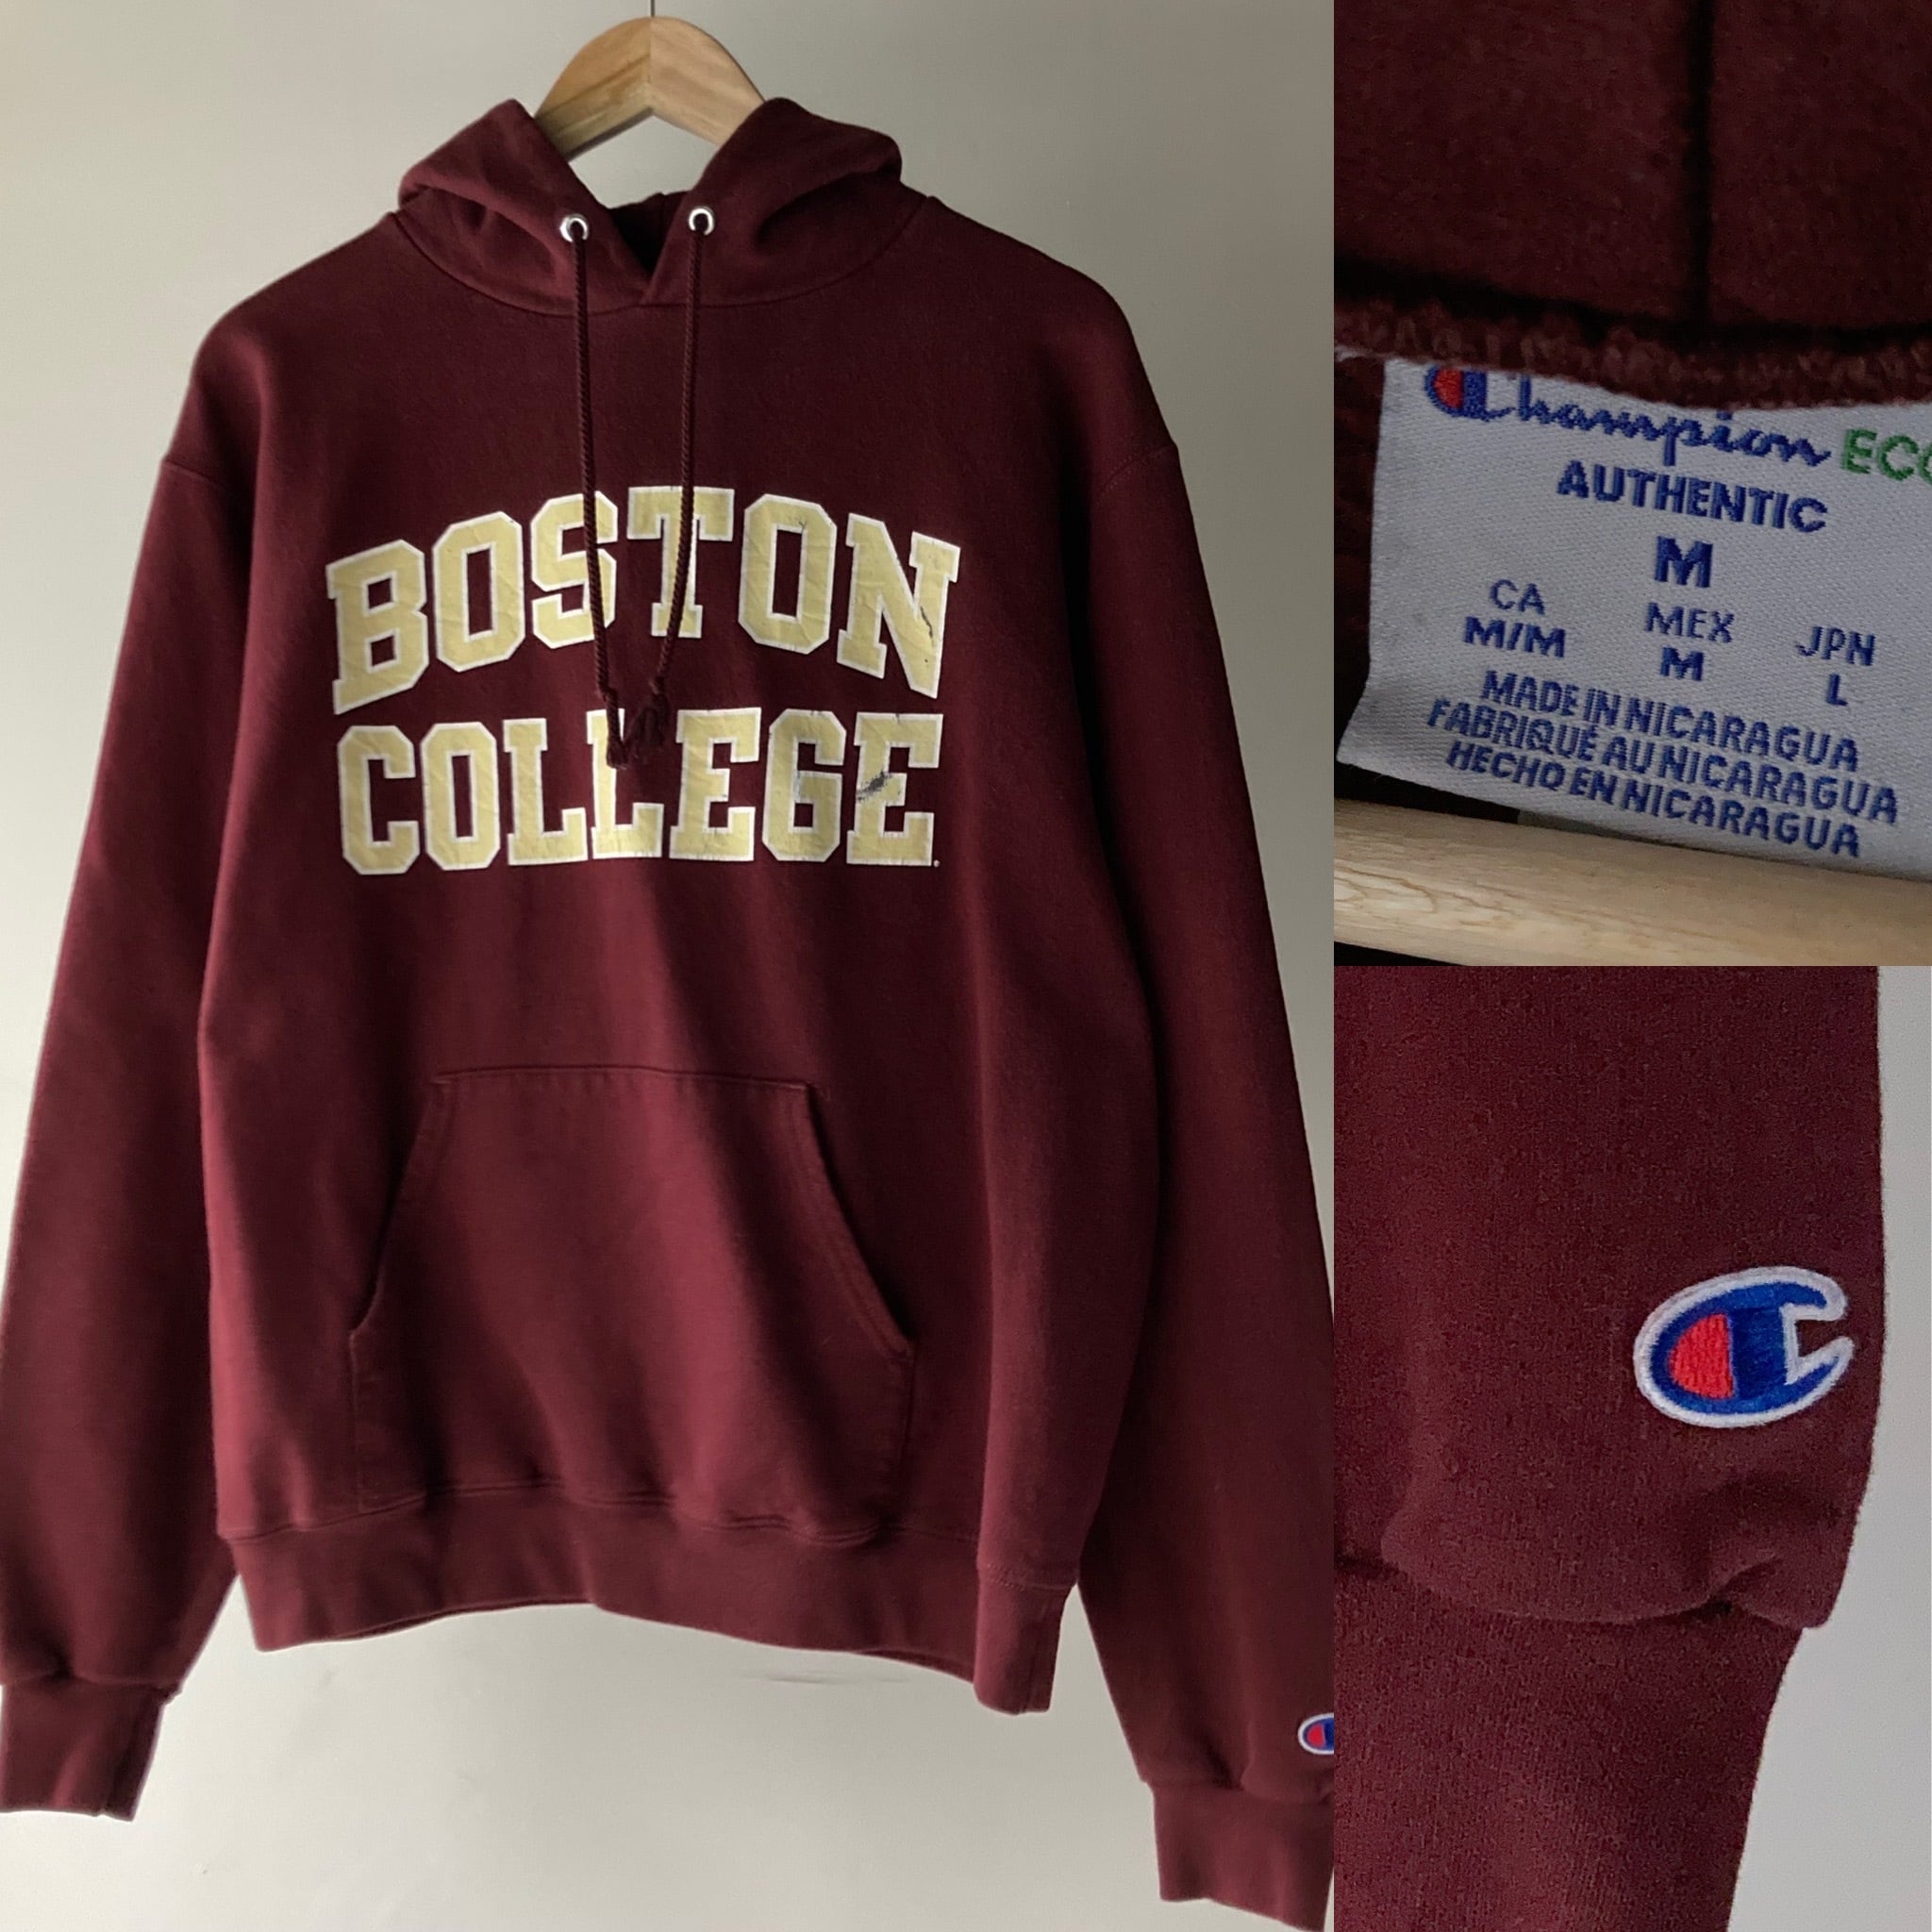 BOSTON
COLLEGE
Champion ECO
AUTHENTIC
M
CA MEX JPN
M/M M L
MADE IN NICARAGUA
FABRIQUÉ AU NICARAGUA
HECHO EN NICARAGUA